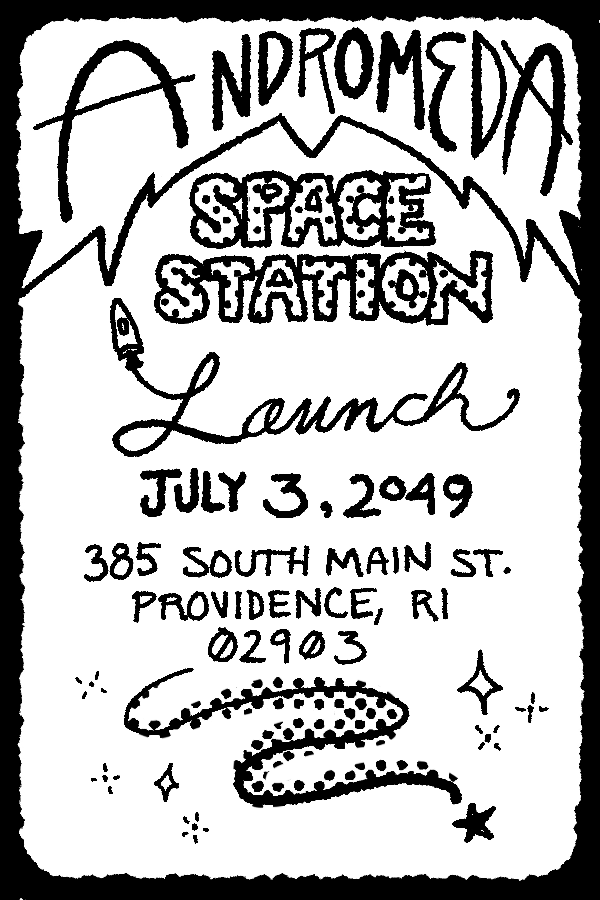 ANDROMEDA
SPACE
STATION
Launch
JULY 3, 2049
385 SOUTH MAIN ST.
PROVIDENCE, RI
02903